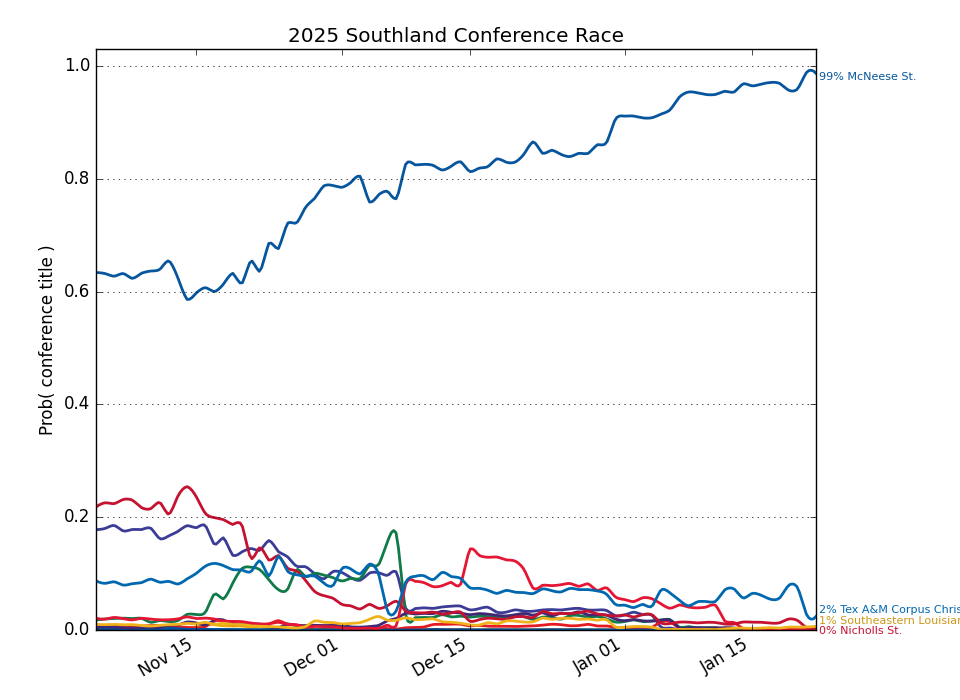 2025 Southland Conference Race
Prob( conference title )
1.0
0.8
0.6
0.4
0.2
0.0
Nov 15
Dec 01
Dec 15
Jan 01
Jan 15
99% McNeese St.
2% Tex A&M Corpus Chris
1% Southeastern Louisian
0% Nicholls St.